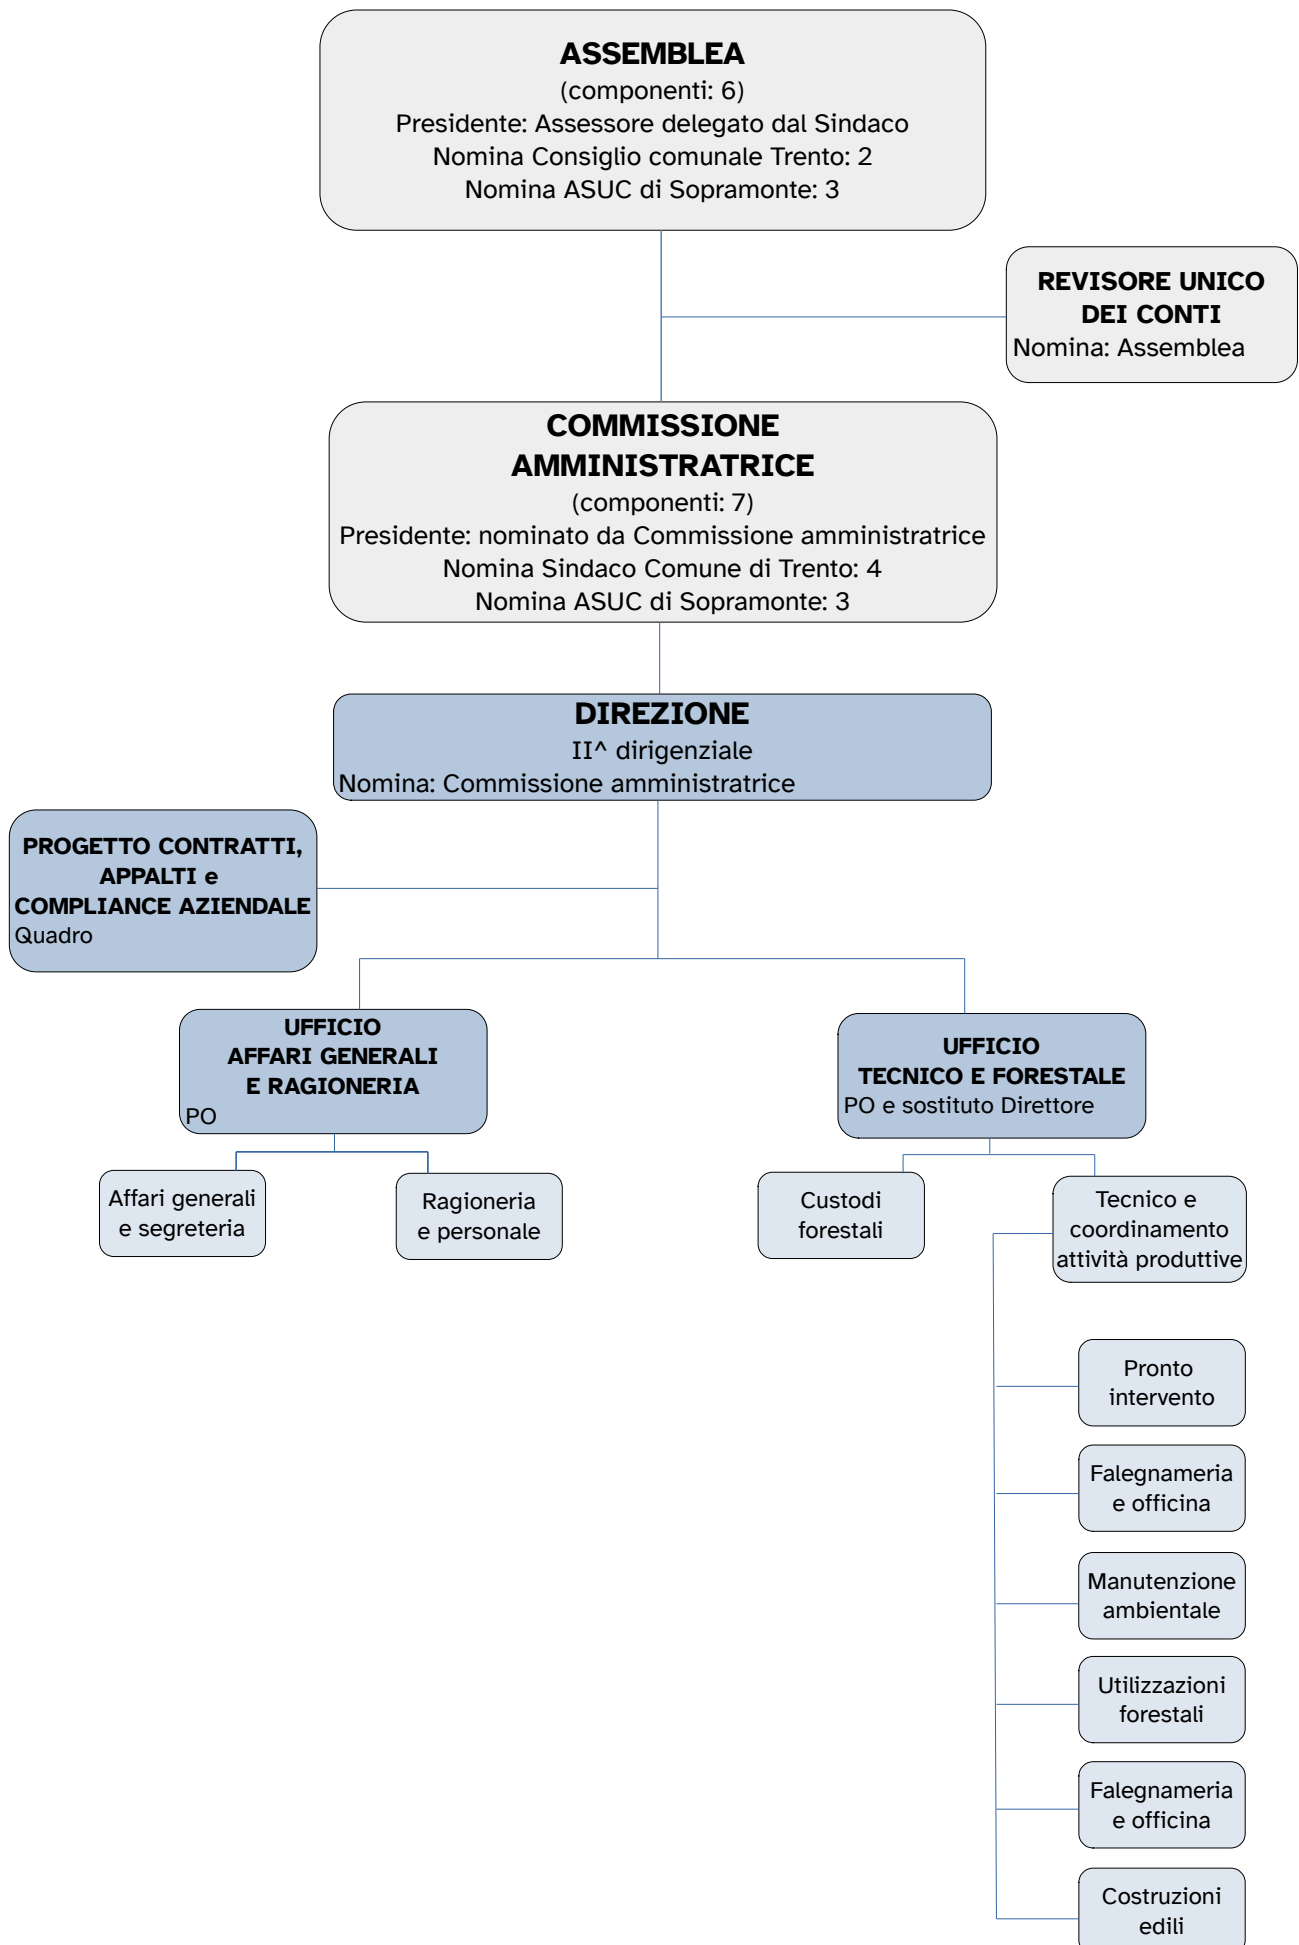 ASSEMBLEA
(componenti: 6)
Presidente: Assessore delegato dal Sindaco
Nomina Consiglio comunale Trento: 2
Nomina ASUC di Sopramonte: 3
REVISORE UNICO
DEI CONTI
Nomina: Assemblea
COMMISSIONE
AMMINISTRATRICE
(componenti: 7)
Presidente: nominato da Commissione amministratrice
Nomina Sindaco Comune di Trento: 4
Nomina ASUC di Sopramonte: 3
DIREZIONE
II^ dirigenziale
Nomina: Commissione amministratrice
PROGETTO CONTRATTI,
APPALTI e
COMPLIANCE AZIENDALE
Quadro
UFFICIO
AFFARI GENERALI
E RAGIONERIA
PO
UFFICIO
TECNICO E FORESTALE
PO e sostituto Direttore
Affari generali
e segreteria
Ragioneria
e personale
Custodi
forestali
Tecnico e
coordinamento
attività produttive
Pronto
intervento
Falegnameria
e officina
Manutenzione
ambientale
Utilizzazioni
forestali
Falegnameria
e officina
Costruzioni
edili